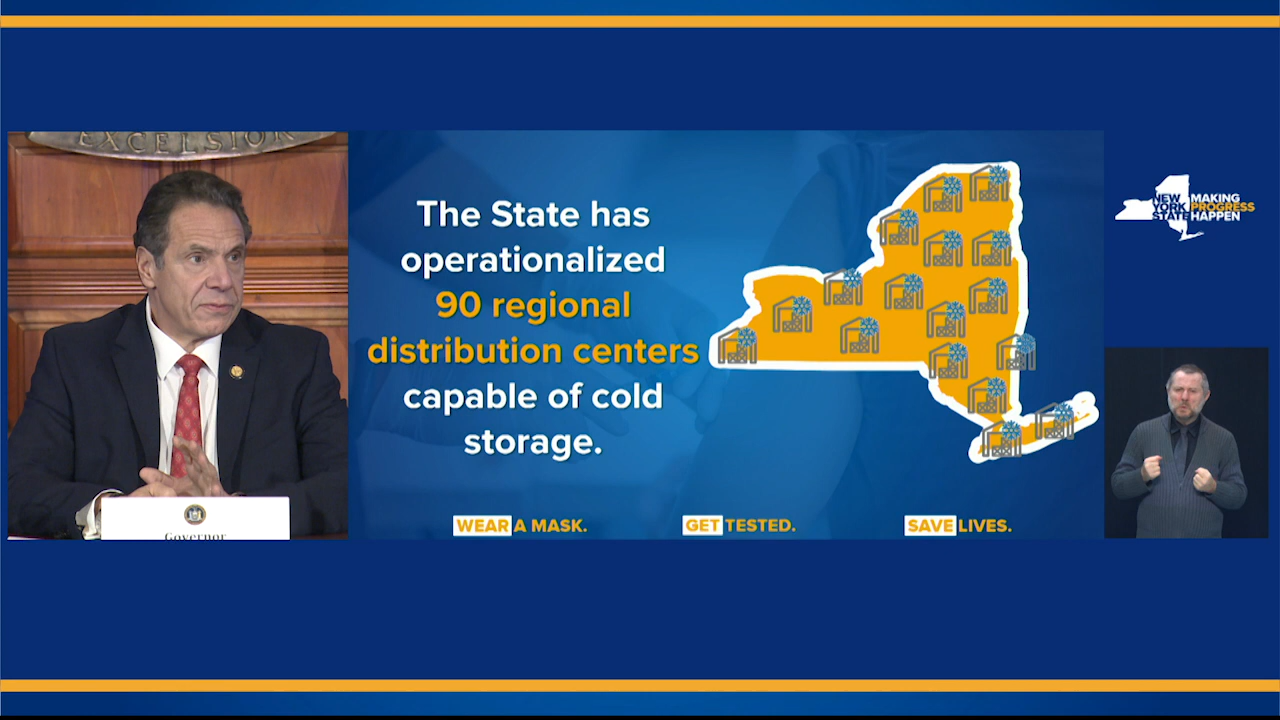 EXCELSIOR
The State has
operationalized
90 regional
distribution centers
capable of cold
storage.
WEAR A MASK.
GET TESTED.
SAVE LIVES.
Governor
NEW
YORK
STATE
MAKING
PROGRESS
HAPPEN